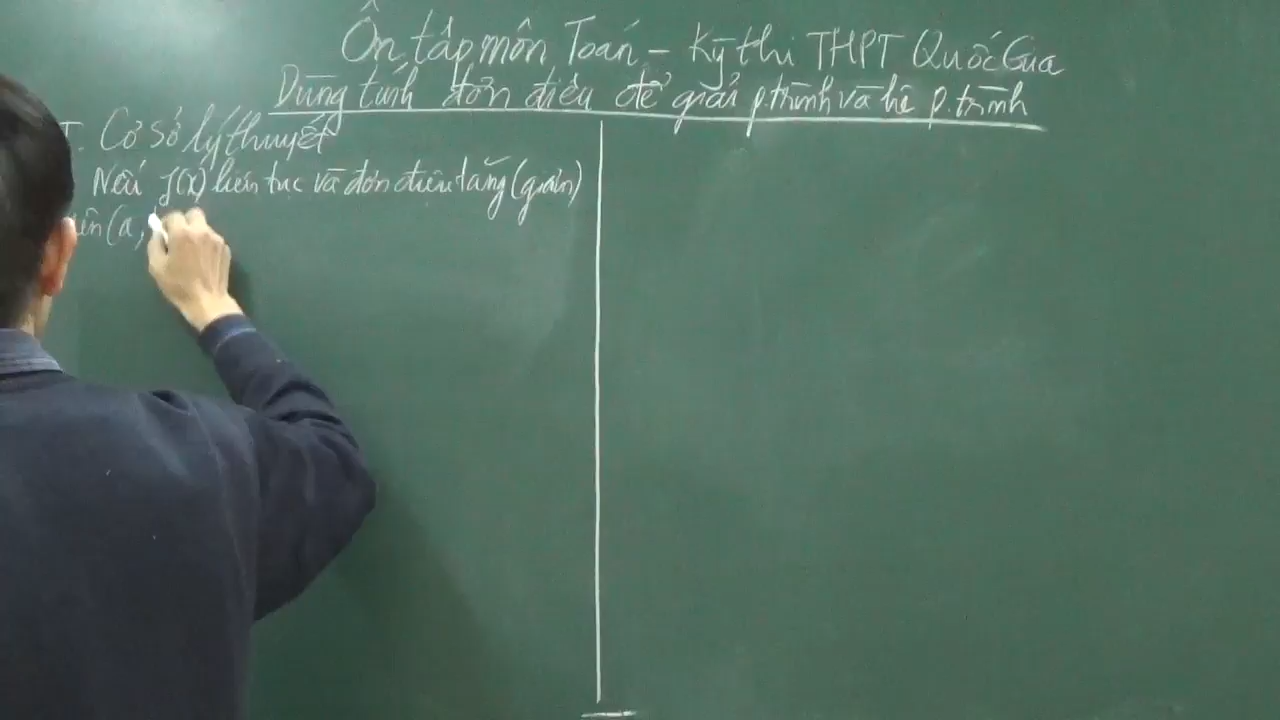 Ôn tập môn Toán - Kỳ thi THPT Quốc Gia
Dùng tính đơn điệu để giải p.trình và hệ p.trình
I. Cơ sở lý thuyết
Nếu f(x) liên tục và đơn điệu tăng (giảm)
(a,